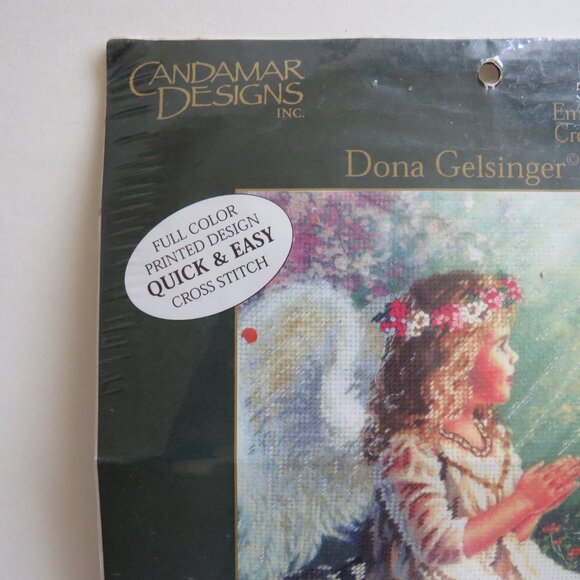 CANDAMAR
DESIGNS
INC.
Dona Gelsinger©
FULL COLOR
PRINTED DESIGN
QUICK & EASY
CROSS STITCH